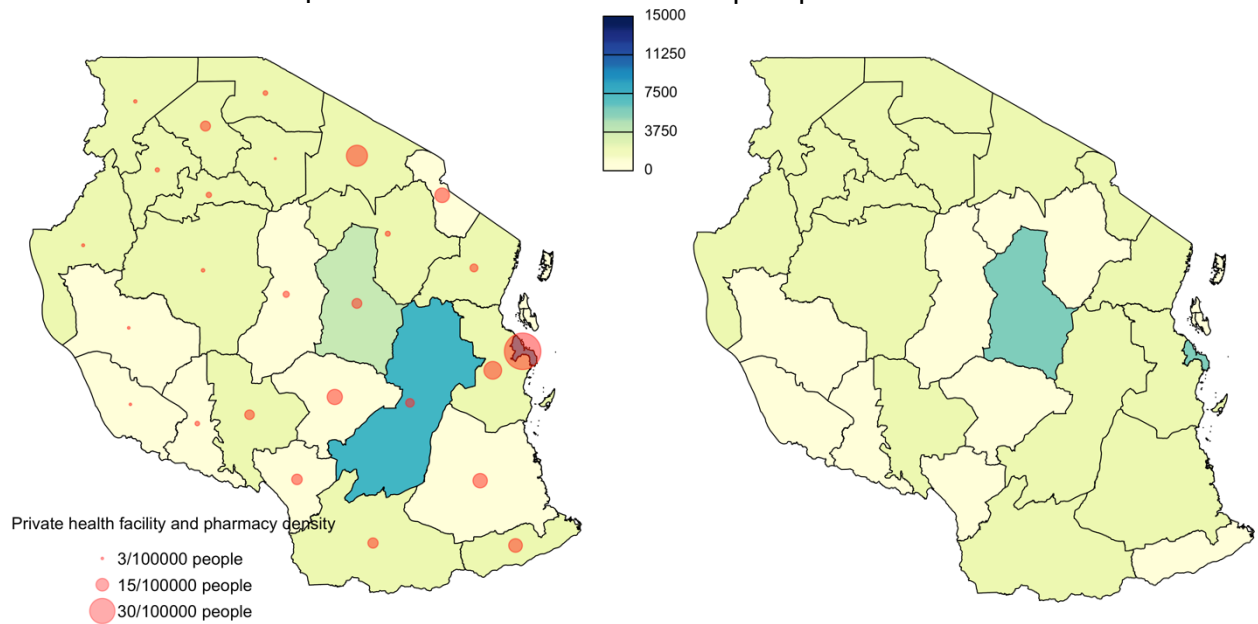 15000
11250
7500
3750
0
Private health facility and pharmacy density
3/100000 people
15/100000 people
30/100000 people